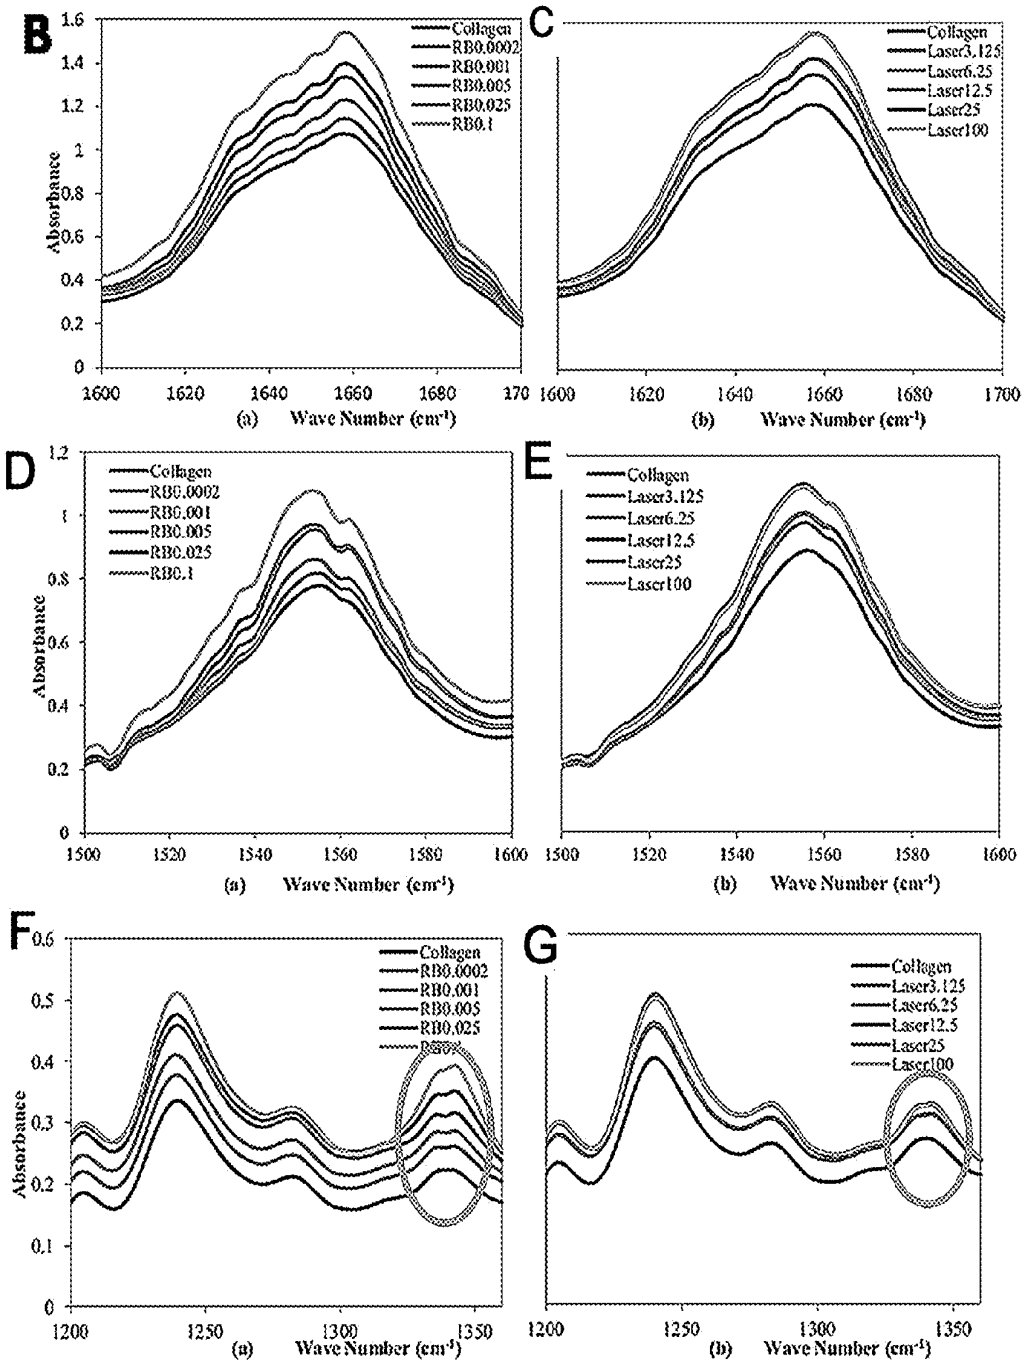 B
1.6
1.4
1.2
1
0.8
0.6
0.4
0.2
0
Absorbance
Collagen
RB0.0002
RB0.001
RB0.005
RB0.025
RB0.1
1600 1620 1640 1660 1680 170
(a) Wave Number (cm-1)
C
Collagen
Laser3.125
Laser6.25
Laser12.5
Laser25
Laser100
1600 1620 1640 1660 1680 1700
(b) Wave Number (cm-1)
D
1.2
1
0.8
0.6
0.4
0.2
0
Absorbance
Collagen
RB0.0002
RB0.001
RB0.005
RB0.025
RB0.1
1500 1520 1540 1560 1580 1600
(a) Wave Number (cm-1)
E
Collagen
Laser3.125
Laser6.25
Laser12.5
Laser25
Laser100
1500 1520 1540 1560 1580 1600
(b) Wave Number (cm-1)
F
0.6
0.5
0.4
0.3
0.2
0.1
0
Absorbance
Collagen
RB0.0002
RB0.001
RB0.005
RB0.025
1200 1250 1300 1350
(a) Wave Number (cm-1)
G
Collagen
Laser3.125
Laser6.25
Laser12.5
Laser25
Laser100
1200 1250 1300 1350
(b) Wave Number (cm-1)